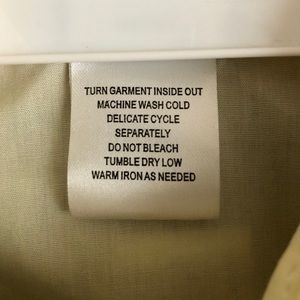 TURN GARMENT INSIDE OUT
MACHINE WASH COLD
DELICATE CYCLE
SEPARATELY
DO NOT BLEACH
TUMBLE DRY LOW
WARM IRON AS NEEDED